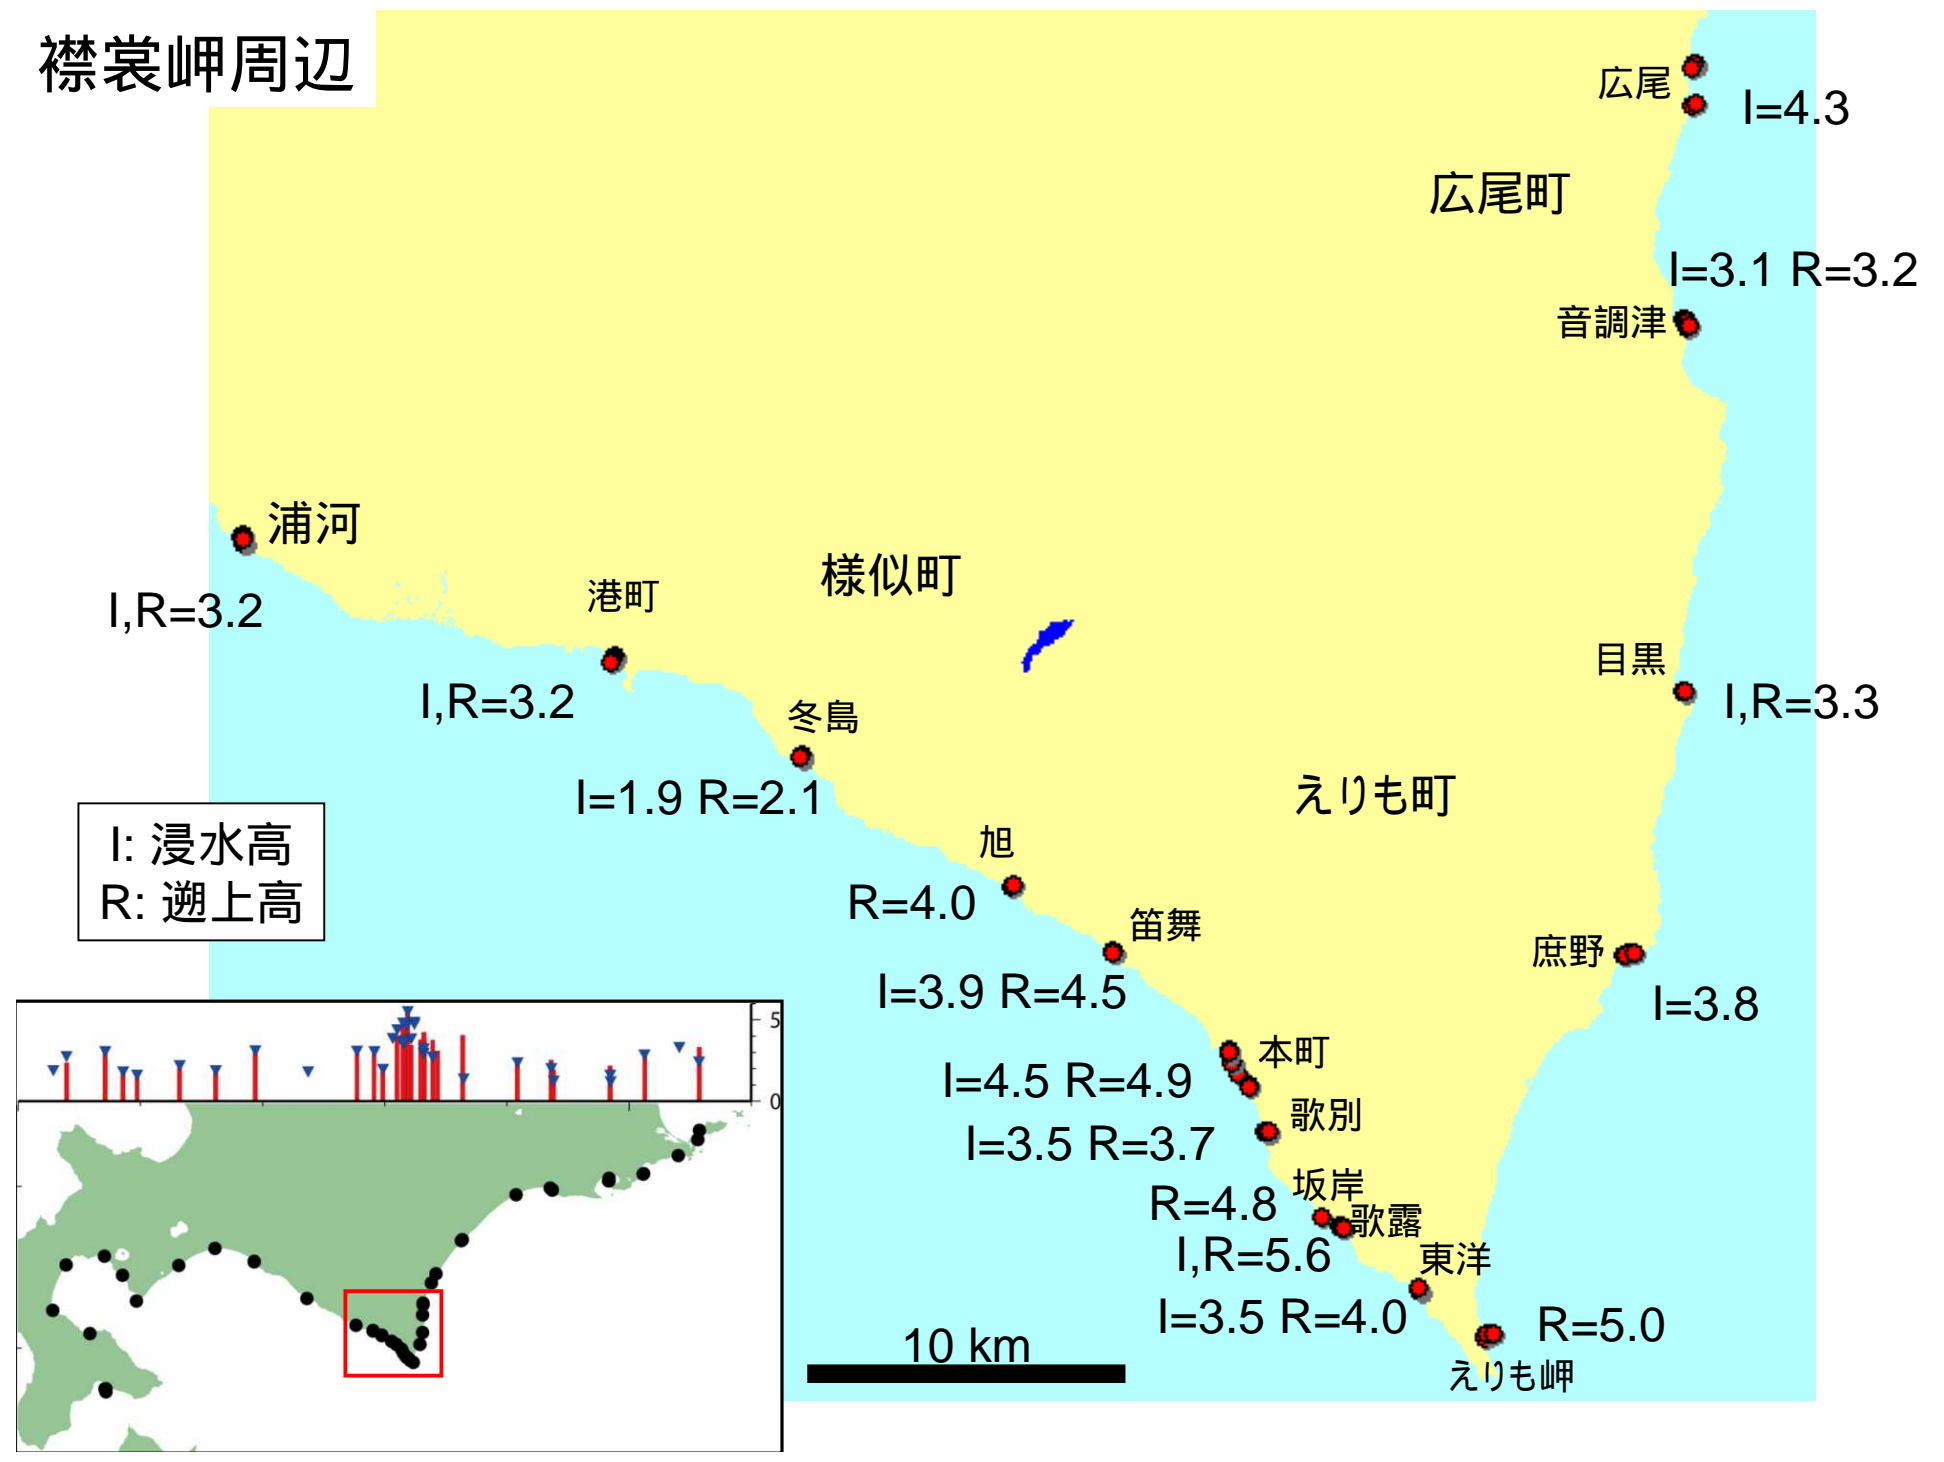 襟裳岬周辺
広尾
I=4.3
広尾町
I=3.1 R=3.2
音調津
浦河
I,R=3.2
港町
様似町
I,R=3.2
目黒
I,R=3.3
冬島
I=1.9 R=2.1
えりも町
I: 浸水高
R: 遡上高
旭
R=4.0
笛舞
I=3.9 R=4.5
庶野
I=3.8
本町
I=4.5 R=4.9
歌別
I=3.5 R=3.7
坂岸
R=4.8
歌露
I,R=5.6
東洋
I=3.5 R=4.0
R=5.0
えりも岬
10 km
5
0